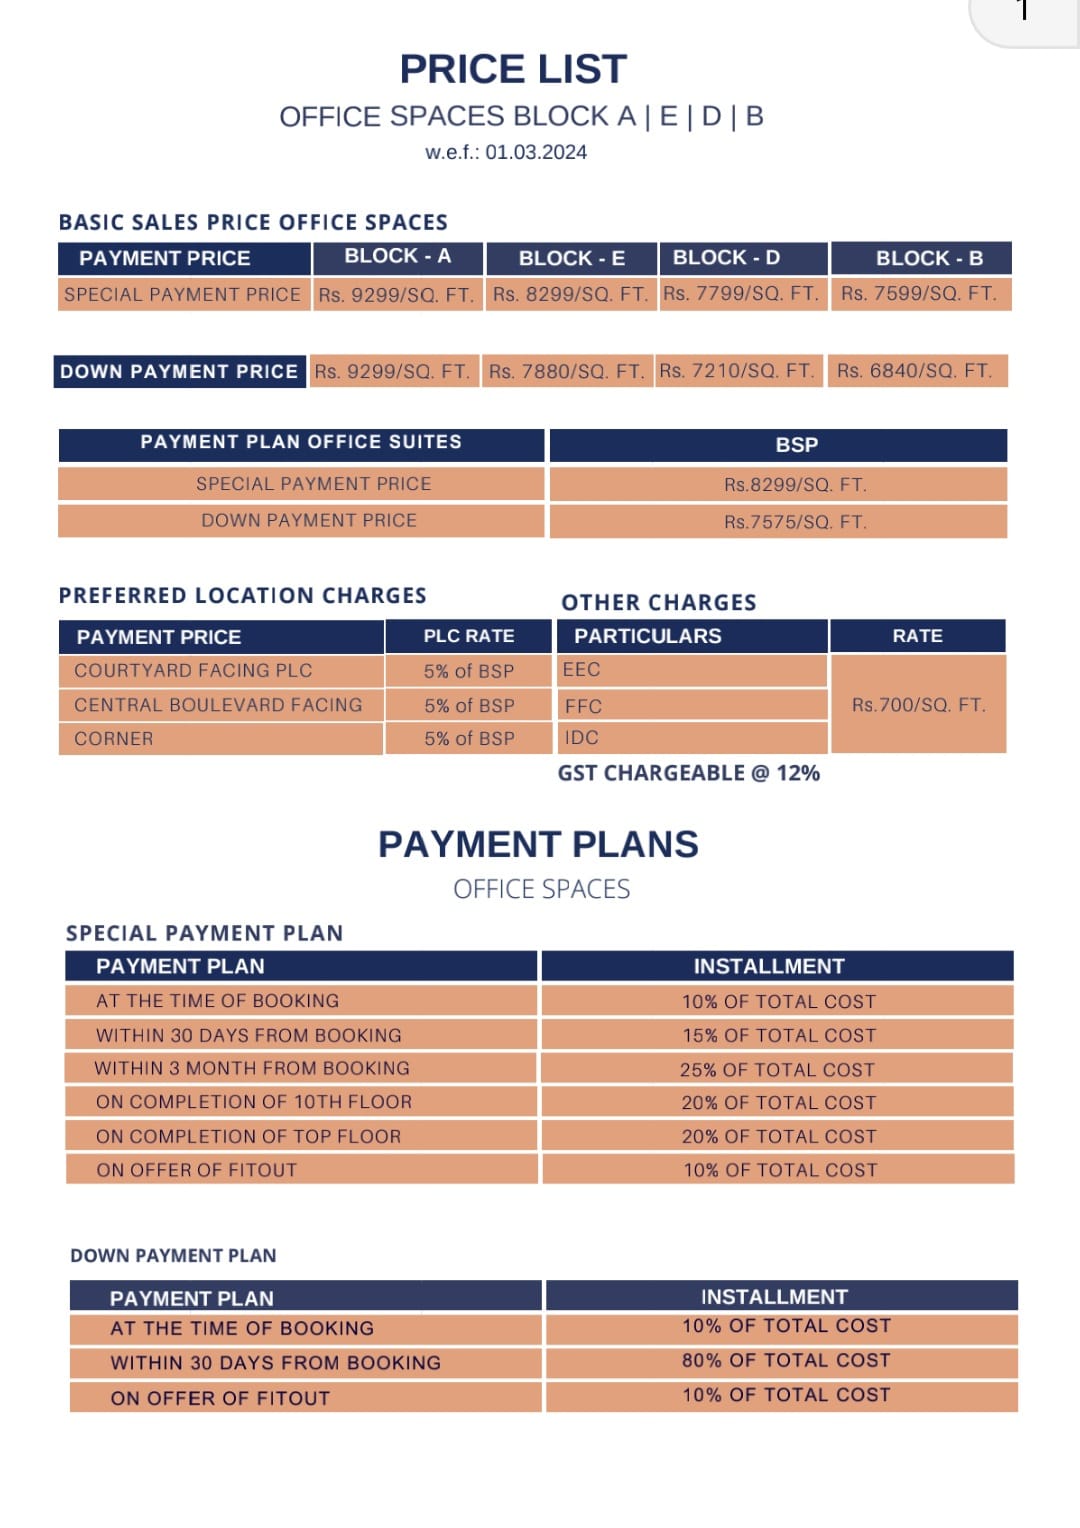 1
PRICE LIST
OFFICE SPACES BLOCK A | E | D | B
w.e.f.: 01.03.2024
BASIC SALES PRICE OFFICE SPACES
PAYMENT PRICE BLOCK - A BLOCK - E BLOCK - D BLOCK - B
SPECIAL PAYMENT PRICE Rs. 9299/SQ. FT. Rs. 8299/SQ. FT. Rs. 7799/SQ. FT. Rs. 7599/SQ. FT.
DOWN PAYMENT PRICE Rs. 9299/SQ. FT. Rs. 7880/SQ. FT. Rs. 7210/SQ. FT. Rs. 6840/SQ. FT.
PAYMENT PLAN OFFICE SUITES BSP
SPECIAL PAYMENT PRICE Rs.8299/SQ. FT.
DOWN PAYMENT PRICE Rs.7575/SQ. FT.
PREFERRED LOCATION CHARGES
PAYMENT PRICE PLC RATE
COURTYARD FACING PLC 5% of BSP
CENTRAL BOULEVARD FACING 5% of BSP
CORNER 5% of BSP
OTHER CHARGES
PARTICULARS RATE
EEC
FFC Rs.700/SQ. FT.
IDC
GST CHARGEABLE @ 12%
PAYMENT PLANS
OFFICE SPACES
SPECIAL PAYMENT PLAN
PAYMENT PLAN INSTALLMENT
AT THE TIME OF BOOKING 10% OF TOTAL COST
WITHIN 30 DAYS FROM BOOKING 15% OF TOTAL COST
WITHIN 3 MONTH FROM BOOKING 25% OF TOTAL COST
ON COMPLETION OF 10TH FLOOR 20% OF TOTAL COST
ON COMPLETION OF TOP FLOOR 20% OF TOTAL COST
ON OFFER OF FITOUT 10% OF TOTAL COST
DOWN PAYMENT PLAN
PAYMENT PLAN INSTALLMENT
AT THE TIME OF BOOKING 10% OF TOTAL COST
WITHIN 30 DAYS FROM BOOKING 80% OF TOTAL COST
ON OFFER OF FITOUT 10% OF TOTAL COST